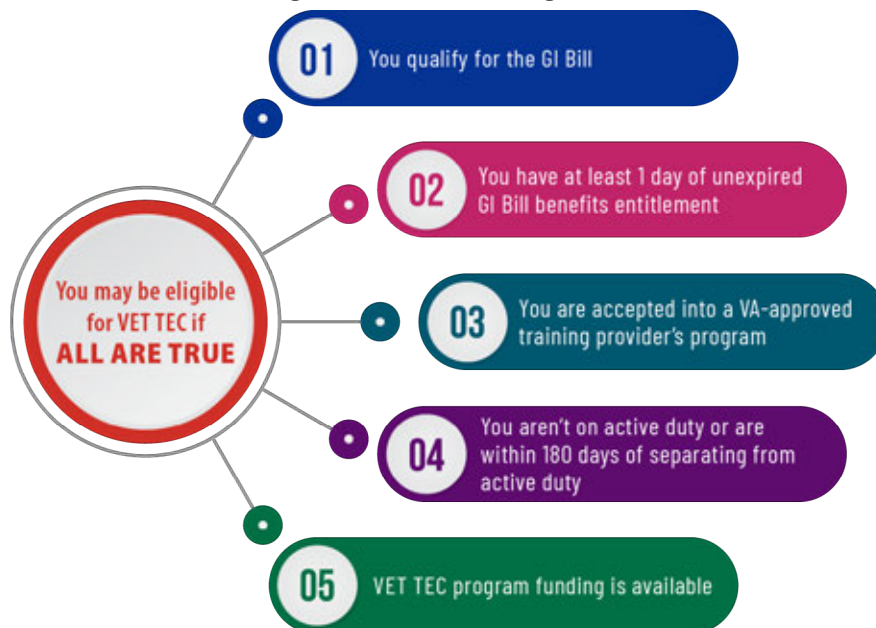 01
You qualify for the GI Bill
02
You have at least 1 day of unexpired
GI Bill benefits entitlement
You may be eligible
for VET TEC if
ALL ARE TRUE
03
You are accepted into a VA-approved
training provider's program
04
You aren't on active duty or are
within 180 days of separating from
active duty
05
VET TEC program funding is available